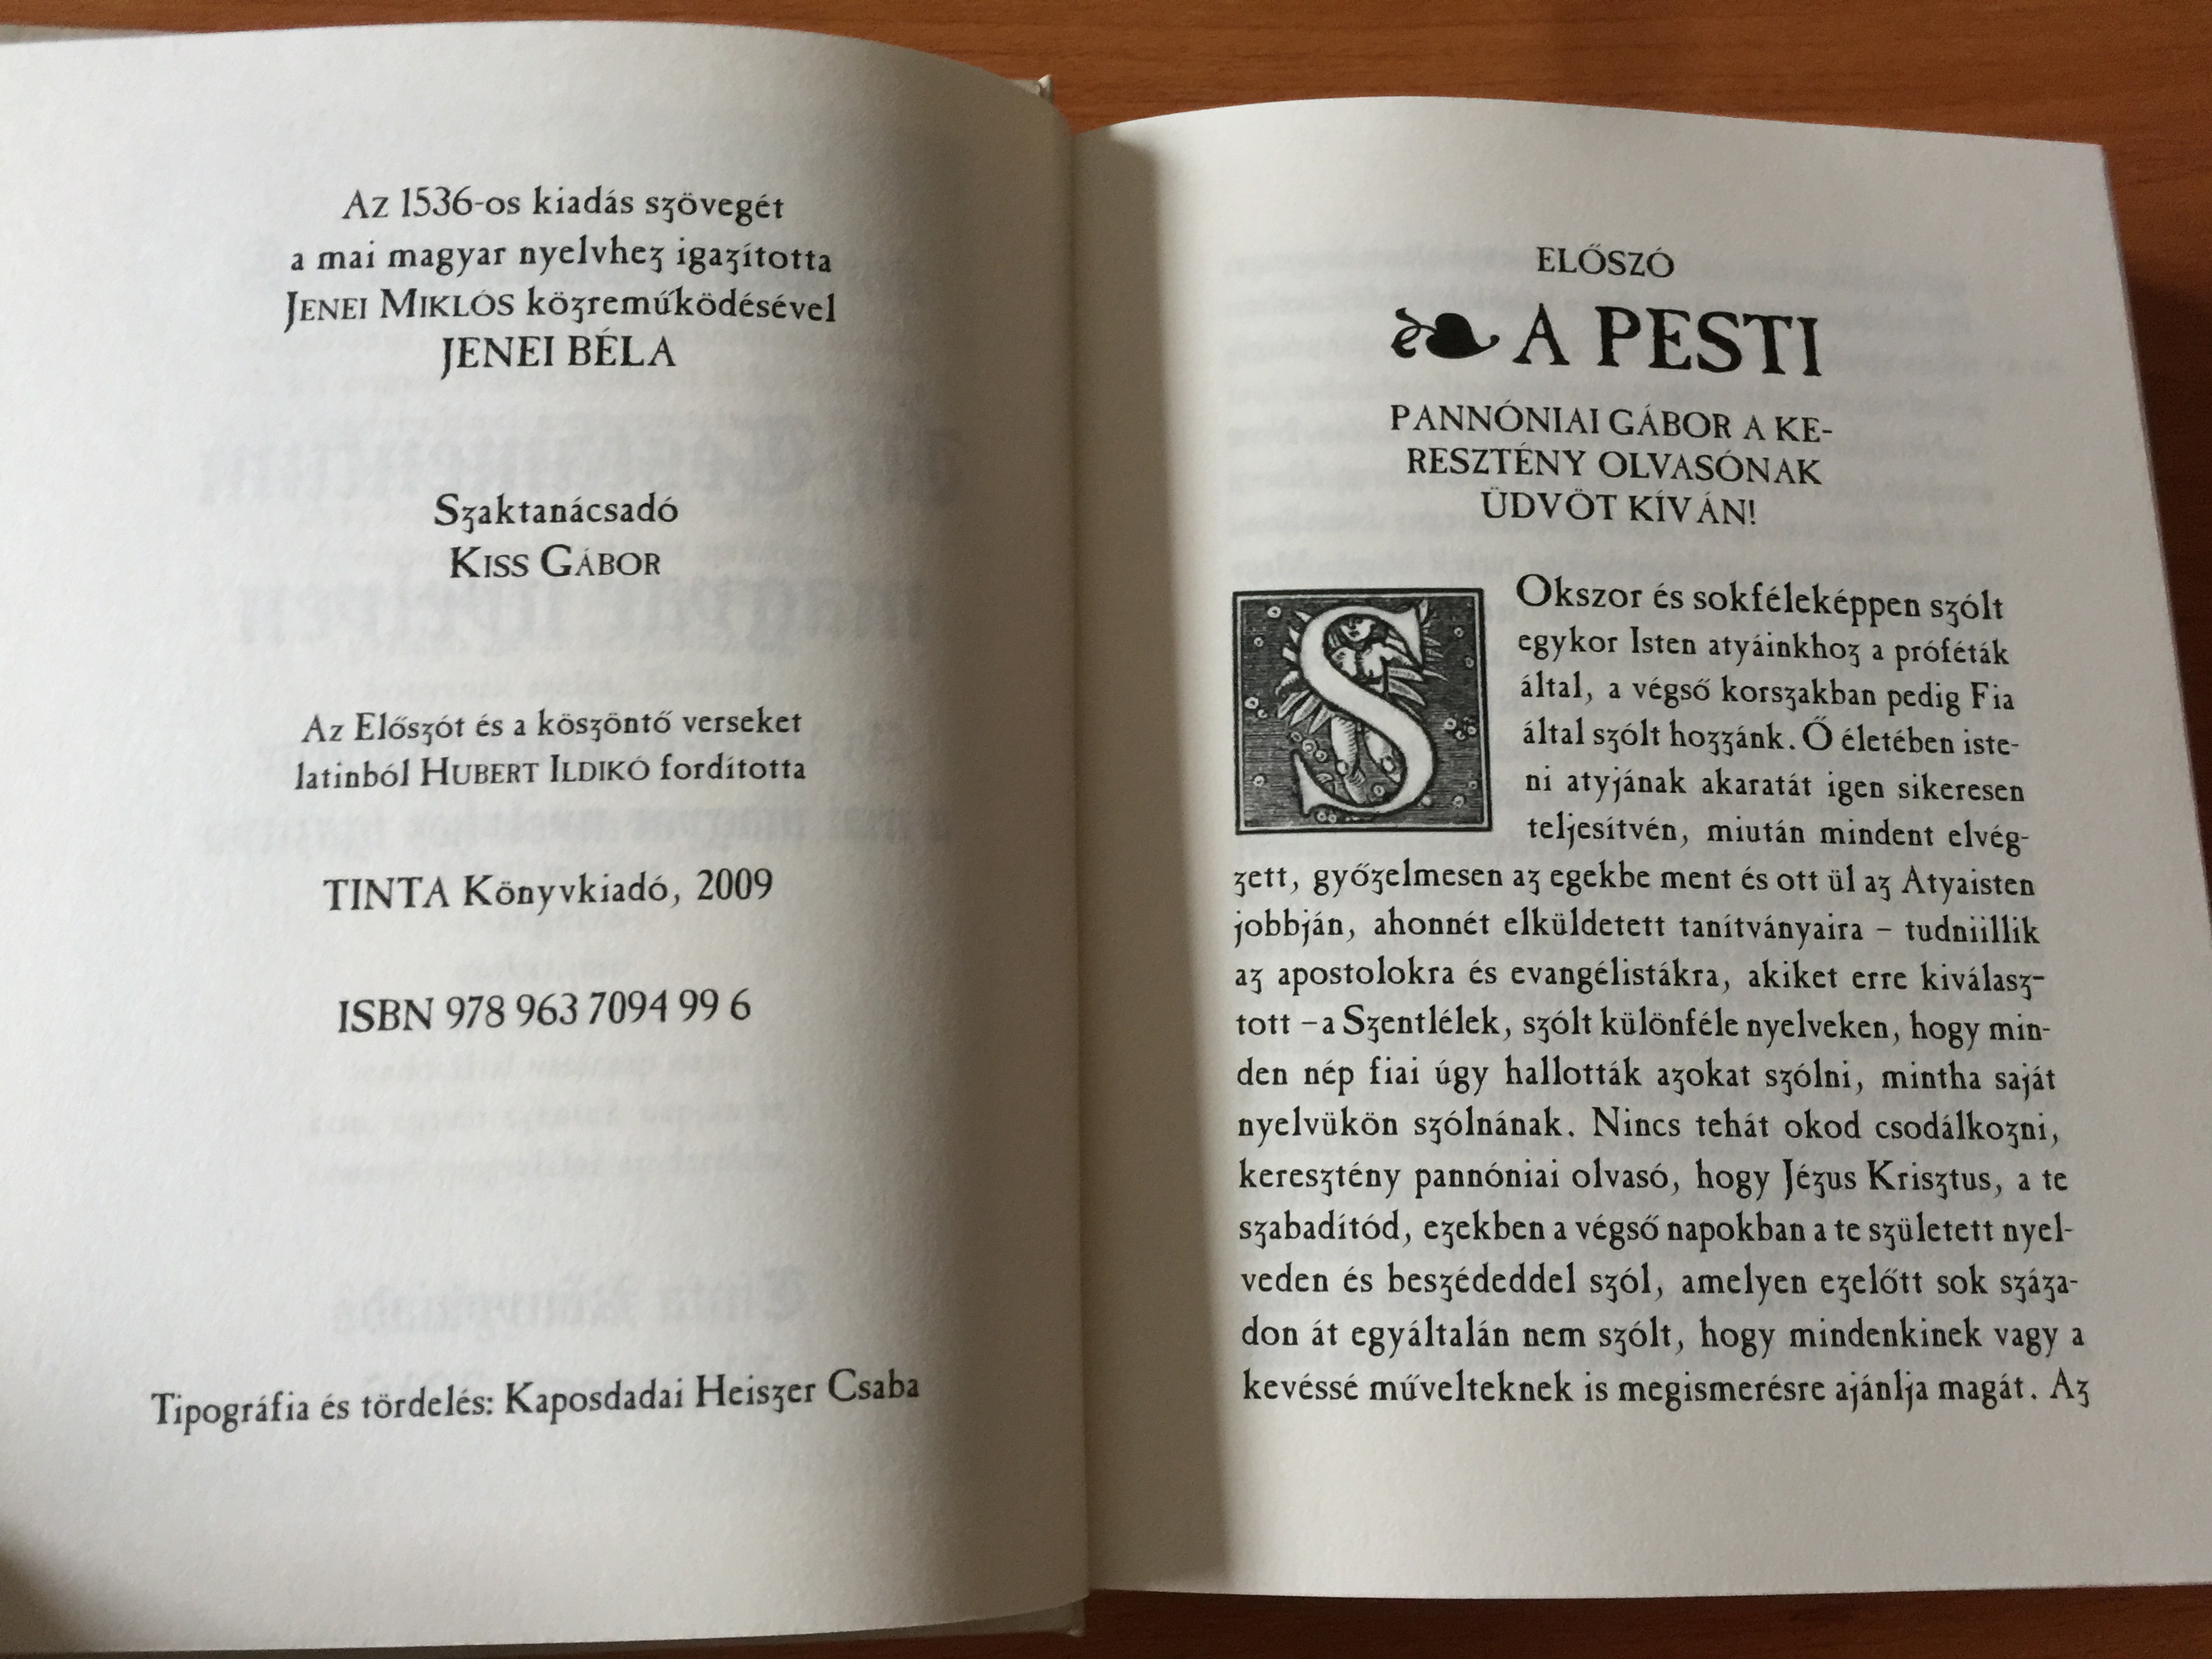 Az 1536-os kiadás szövegét
a mai magyar nyelvhez igazította
JENEI MIKLÓS közreműködésével
JENEI BÉLA
Szaktanácsadó
KISS GÁBOR
Az Előszót és a köszöntő verseket
latinból HUBERT ILDIKÓ fordította
TINTA Könyvkiadó, 2009
ISBN 978 963 7094 99 6
Tipográfia és tördelés: Kaposdadai Heiszer Csaba
ELŐSZÓ
❧ A PESTI
PANNÓNIAI GÁBOR A KE-
RESZTÉNY OLVASÓNAK
ÜDVÖT KÍVÁN!
SOkszor és sokféleképpen szólt
egykor Isten atyáinkhoz a próféták
által, a végső korszakban pedig Fia
által szólt hozzánk. Ő életében iste-
ni atyjának akaratát igen sikeresen
teljesítvén, miután mindent elvég-
zett, győzelmesen az egekbe ment és ott ül az Atyaisten
jobbján, ahonnét elküldetett tanítványaira – tudniillik
az apostolokra és evangélistákra, akiket erre kiválasz-
tott – a Szentlélek, szólt különféle nyelveken, hogy min-
den nép fiai úgy hallották azokat szólni, mintha saját
nyelvükön szólnának. Nincs tehát okod csodálkozni,
keresztény pannóniai olvasó, hogy Jézus Krisztus, a te
szabadítód, ezekben a végső napokban a te született nyel-
veden és beszédeddel szól, amelyen ezelőtt sok száza-
don át egyáltalán nem szólt, hogy mindenkinek vagy a
kevéssé művelteknek is megismerésre ajánlja magát. Az